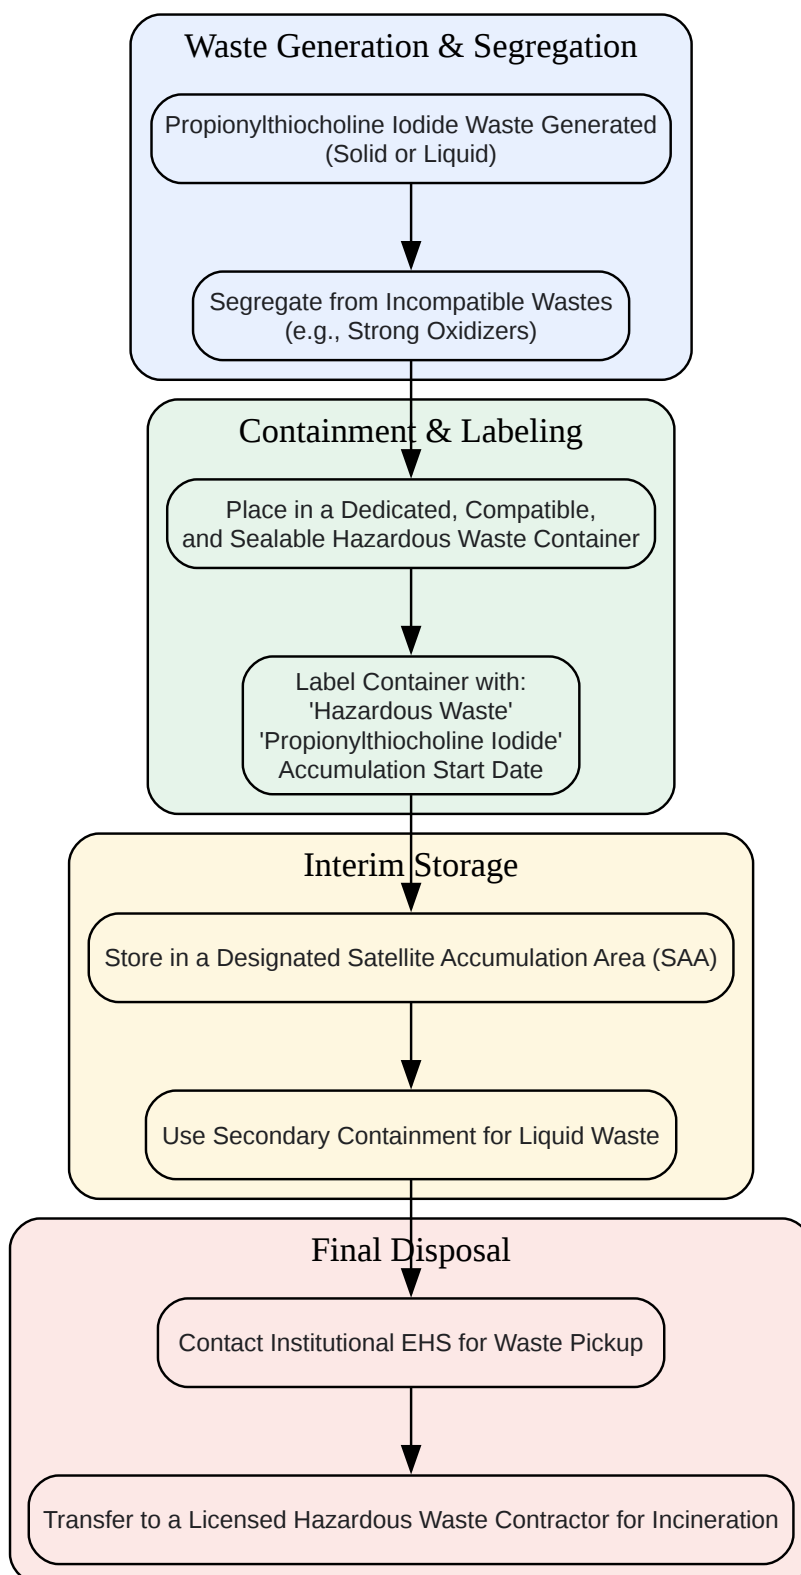 Waste Generation & Segregation
Propionylthiocholine Iodide Waste Generated
(Solid or Liquid)
Segregate from Incompatible Wastes
(e.g., Strong Oxidizers)
Containment & Labeling
Place in a Dedicated, Compatible,
and Sealable Hazardous Waste Container
Label Container with:
'Hazardous Waste'
'Propionylthiocholine Iodide'
Accumulation Start Date
Interim Storage
Store in a Designated Satellite Accumulation Area (SAA)
Use Secondary Containment for Liquid Waste
Final Disposal
Contact Institutional EHS for Waste Pickup
Transfer to a Licensed Hazardous Waste Contractor for Incineration